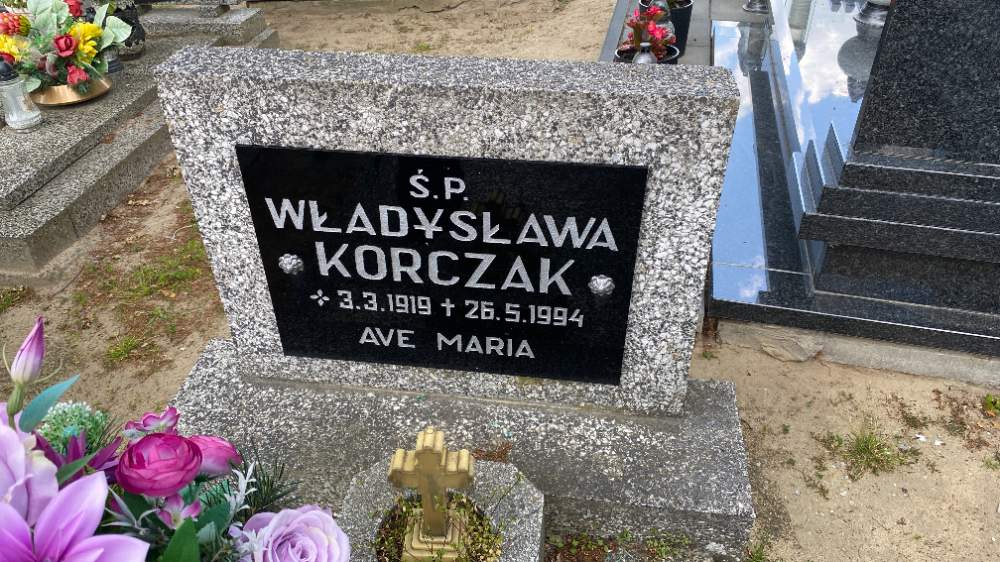 Ś.P.
WŁADYSŁAWA
KORCZAK
3.3.1919 + 26.5.1994
AVE MARIA